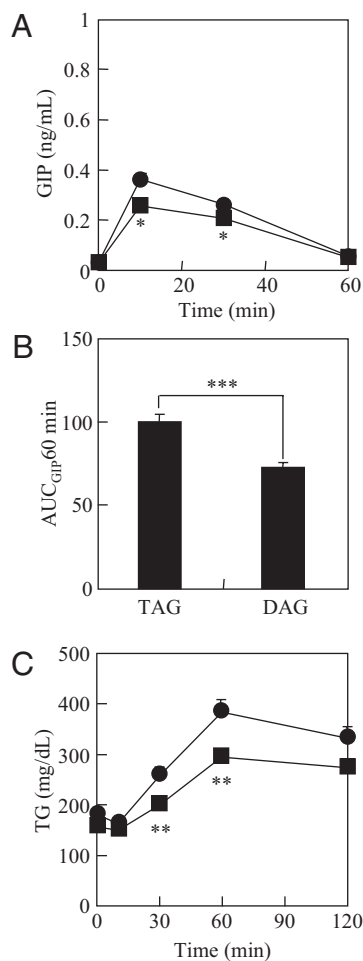 A
GIP (ng/mL)
1
0.8
0.6
0.4
0.2
0
* *
0 20 40 60
Time (min)
B
AUC_GIP60 min
150
100
50
0
***
TAG DAG
C
TG (mg/dL)
500
400
300
200
100
0
** **
0 30 60 90 120
Time (min)